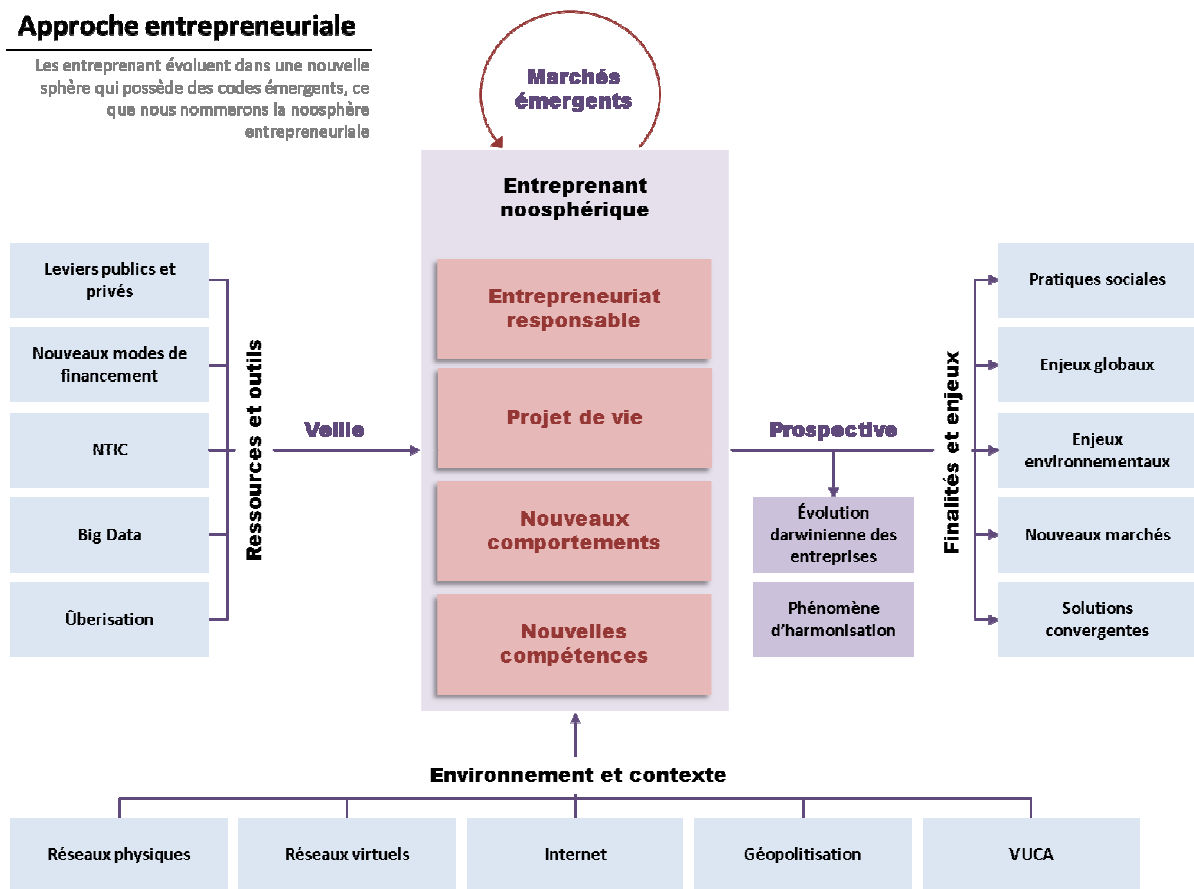 Approche entrepreneuriale
Les entreprenant évoluent dans une nouvelle
sphère qui possède des codes émergents, ce
que nous nommerons la noosphère
entrepreneuriale
Marchés
émergents
Entreprenant
noosphérique
Entrepreneuriat
responsable
Projet de vie
Nouveaux
comportements
Nouvelles
compétences
Leviers publics et
privés
Nouveaux modes de
financement
NTIC
Big Data
Überisation
Ressources et outils
Veille
Prospective
Évolution
darwinienne des
entreprises
Phénomène
d’harmonisation
Finalités et enjeux
Pratiques sociales
Enjeux globaux
Enjeux
environnementaux
Nouveaux marchés
Solutions
convergentes
Environnement et contexte
Réseaux physiques
Réseaux virtuels
Internet
Géopolitisation
VUCA